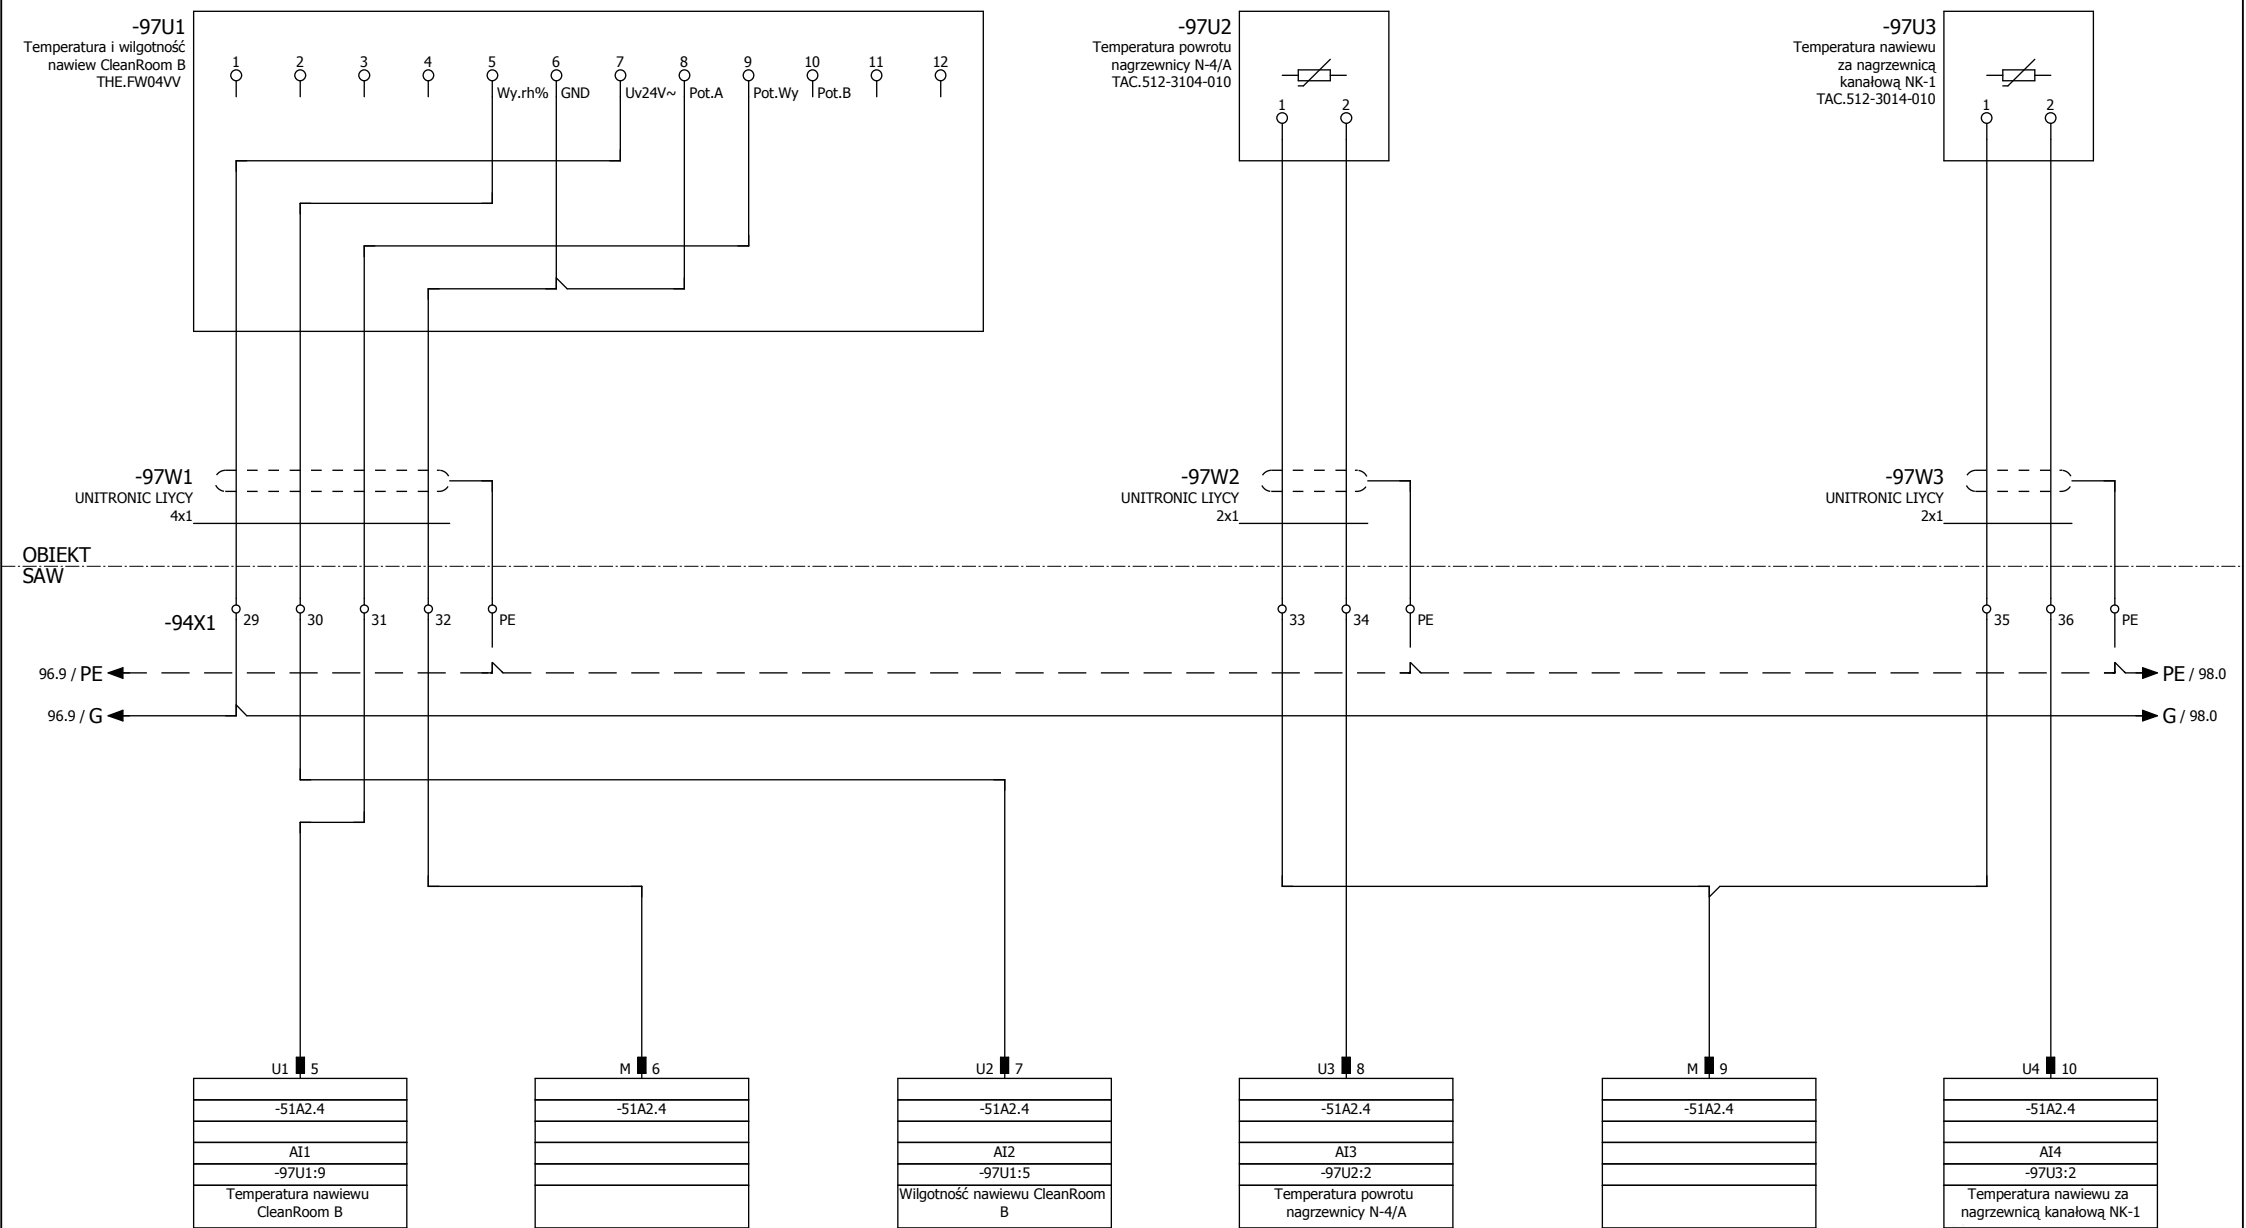 -97U1
Temperatura i wilgotność
nawiew CleanRoom B
THE.FW04VV
1 2 3 4 5 6 7 8 9 10 11 12
Wy.rh% GND Uv24V~ Pot.A Pot.Wy Pot.B
-97U2
Temperatura powrotu
nagrzewnicy N-4/A
TAC.512-3104-010
1 2
-97U3
Temperatura nawiewu
za nagrzewnicą
kanałową NK-1
TAC.512-3014-010
1 2
-97W1
UNITRONIC LIYCY
4x1
-97W2
UNITRONIC LIYCY
2x1
-97W3
UNITRONIC LIYCY
2x1
OBIEKT
SAW
-94X1 29 30 31 32 PE 33 34 PE 35 36 PE
96.9 / PE PE / 98.0
96.9 / G G / 98.0
U1 5 M 6 U2 7 U3 8 M 9 U4 10
-51A2.4 -51A2.4 -51A2.4 -51A2.4 -51A2.4 -51A2.4
AI1 AI2 AI3 AI4
-97U1:9 -97U1:5 -97U2:2 -97U3:2
Temperatura nawiewu
CleanRoom B
Wilgotność nawiewu CleanRoom
B
Temperatura powrotu
nagrzewnicy N-4/A
Temperatura nawiewu za
nagrzewnicą kanałową NK-1